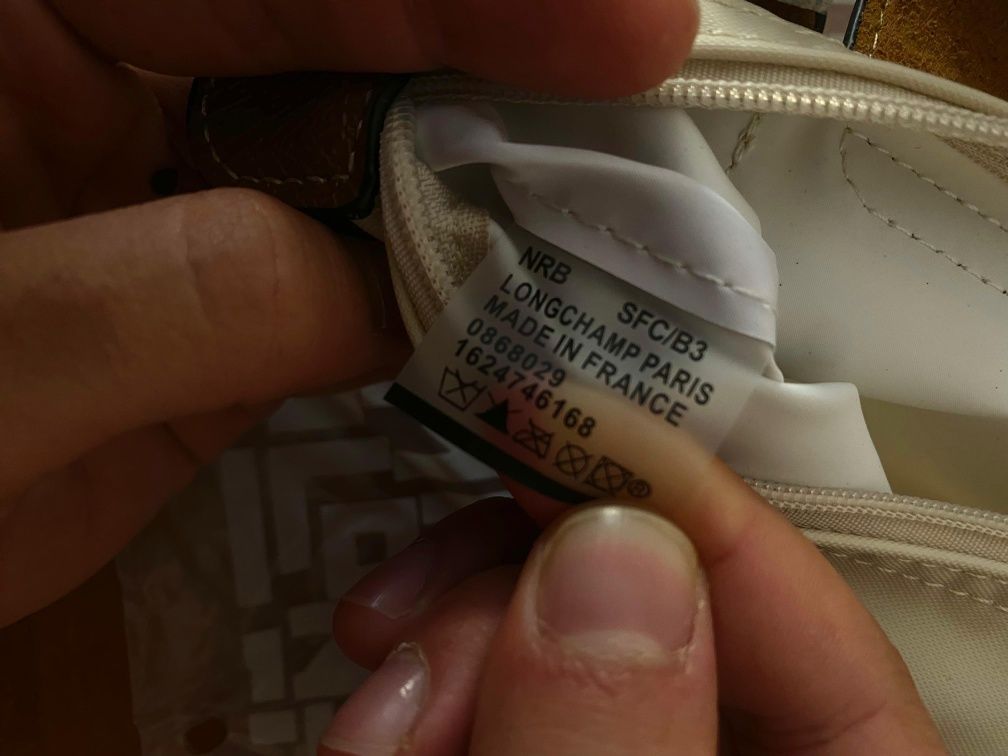 NRB SFC/B3
LONGCHAMP PARIS
MADE IN FRANCE
0868029
1624746168
®